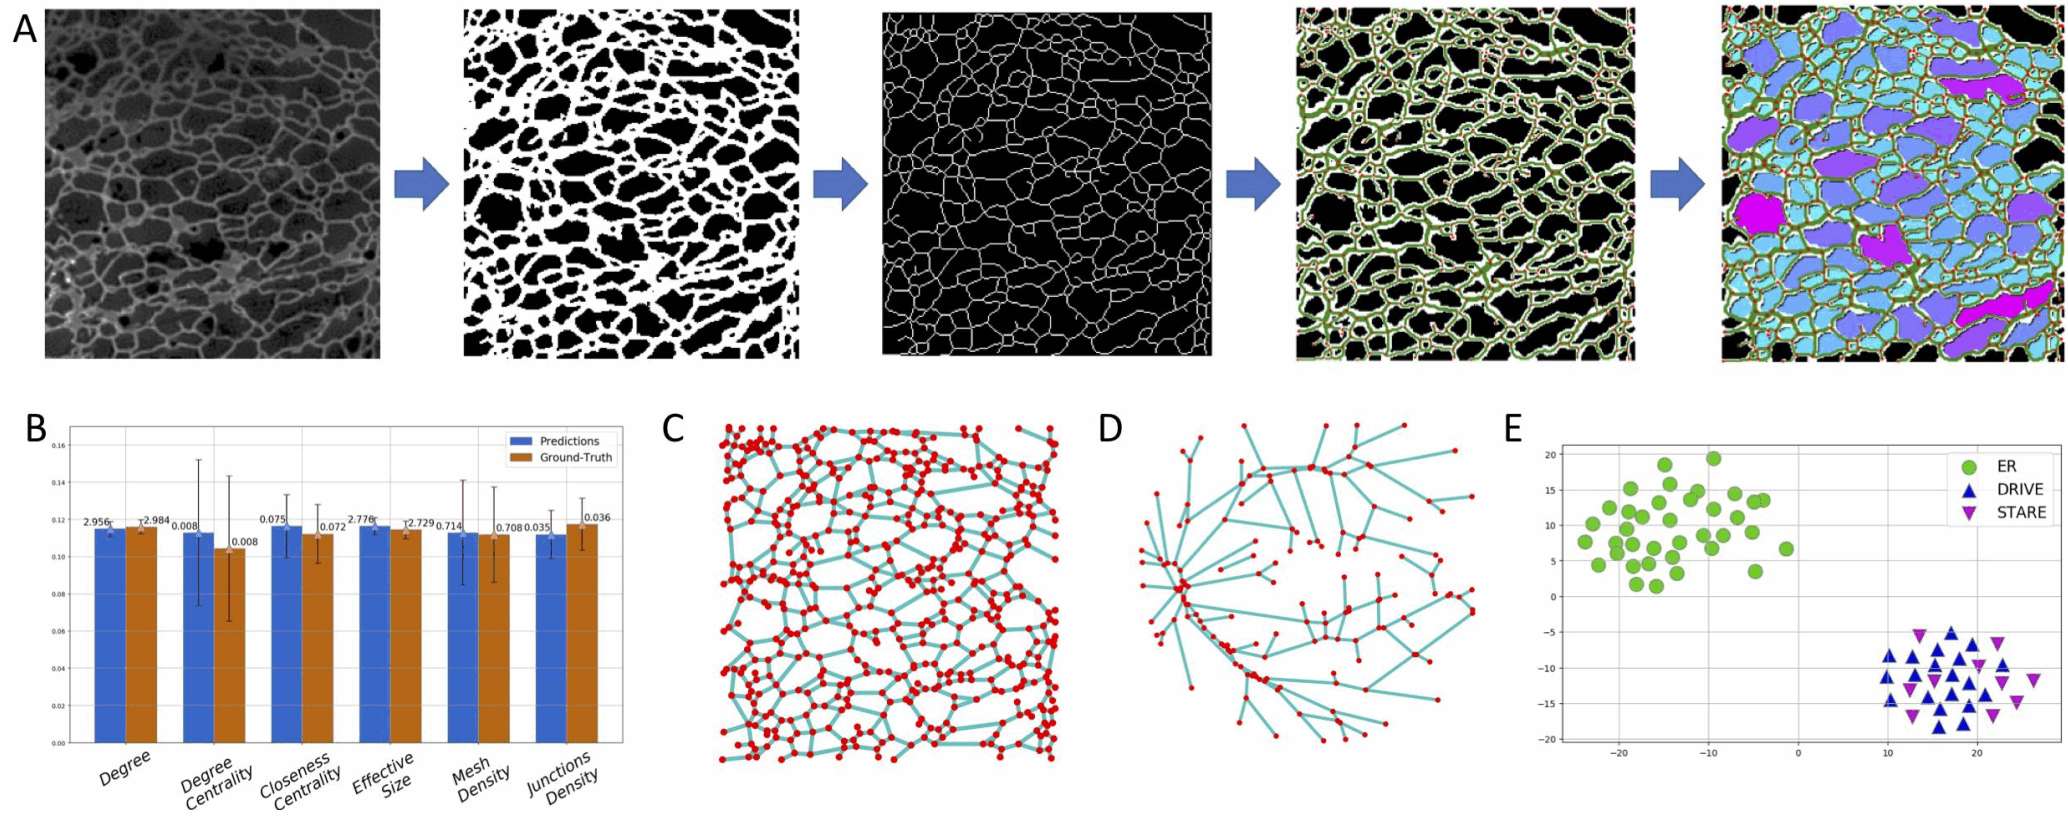 A
B
0.16
0.14
0.12
0.10
0.08
0.06
0.04
0.02
0.00
Predictions
Ground-Truth
2.956
2.984
0.008
0.008
0.075
0.072
2.776
2.729
0.714
0.708
0.035
0.036
Degree
Degree
Centrality
Closeness
Centrality
Effective
Size
Mesh
Density
Junctions
Density
C
D
E
20
15
10
5
0
−5
−10
−15
−20
−20
−10
0
10
20
ER
DRIVE
STARE